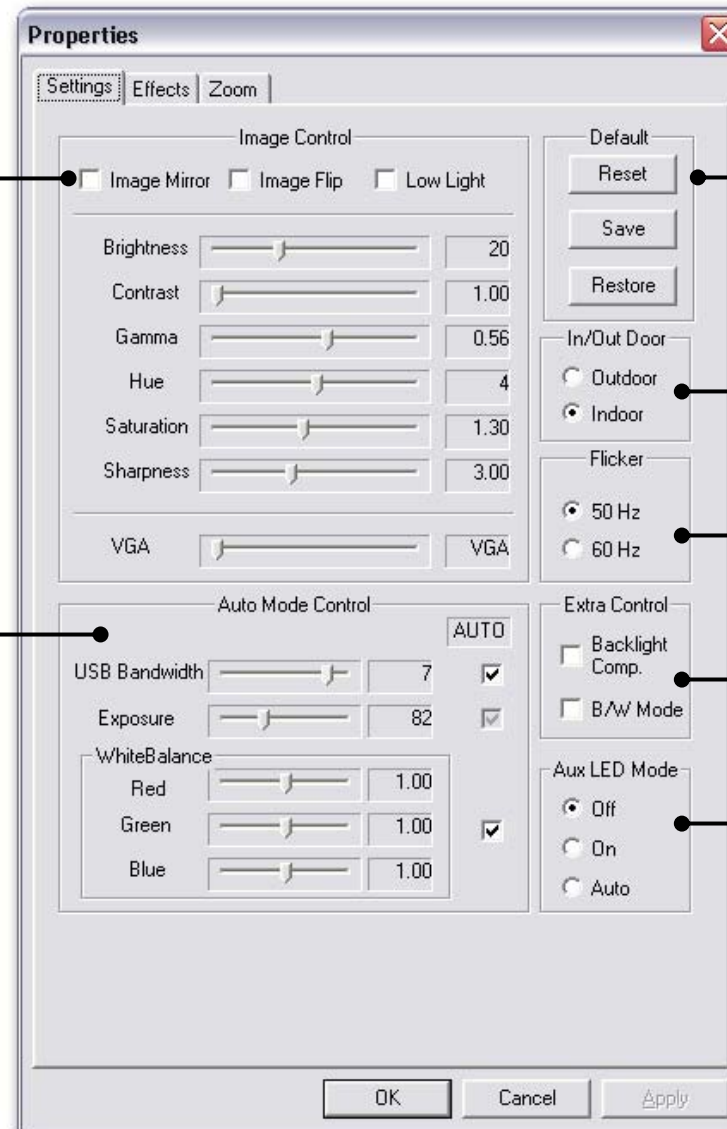 Properties
Settings Effects Zoom
Image Control
Image Mirror Image Flip Low Light
Brightness 20
Contrast 1.00
Gamma 0.56
Hue 4
Saturation 1.30
Sharpness 3.00
VGA VGA
Auto Mode Control
AUTO
USB Bandwidth 7
Exposure 82
WhiteBalance
Red 1.00
Green 1.00
Blue 1.00
Default
Reset
Save
Restore
In/Out Door
Outdoor
Indoor
Flicker
50 Hz
60 Hz
Extra Control
Backlight
Comp.
B/W Mode
Aux LED Mode
Off
On
Auto
OK Cancel Apply